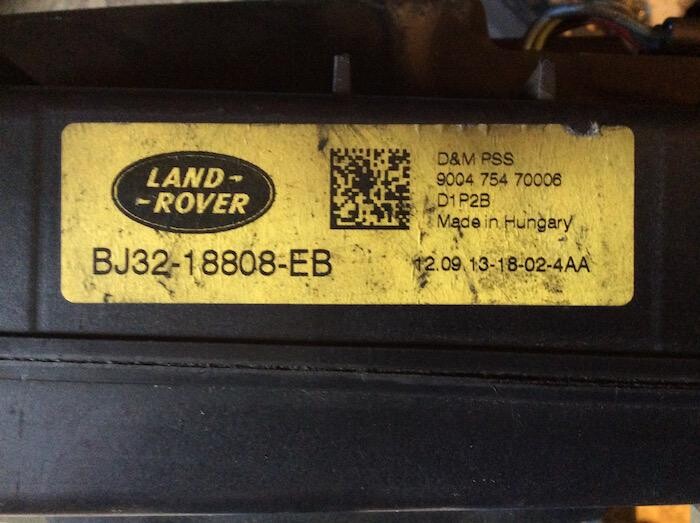 LAND-
-ROVER
BJ32-18808-EB
D&M PSS
9004 754 70006
D1P2B
Made in Hungary
12.09.13-18-02-4AA